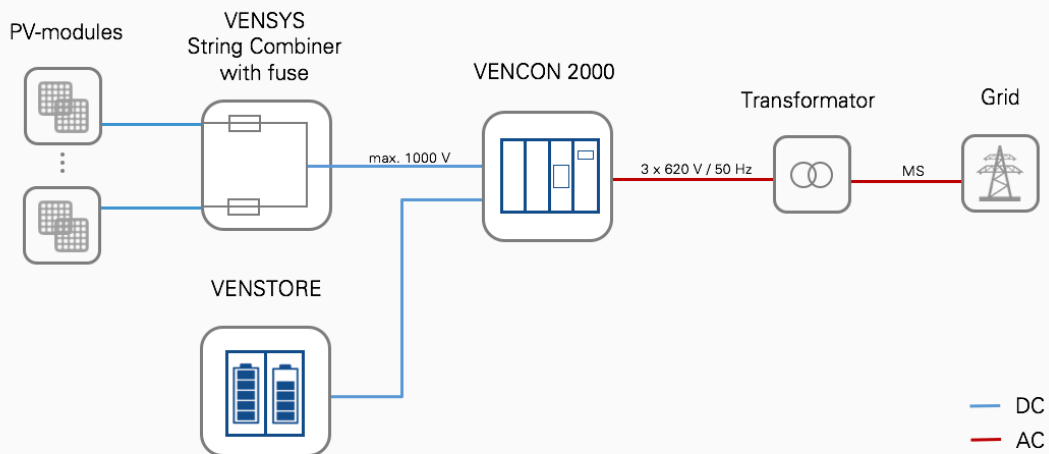 PV-modules
VENSYS
String Combiner
with fuse
VENCON 2000
Transformator
Grid
max. 1000 V
3 x 620 V / 50 Hz
MS
VENSTORE
DC
AC